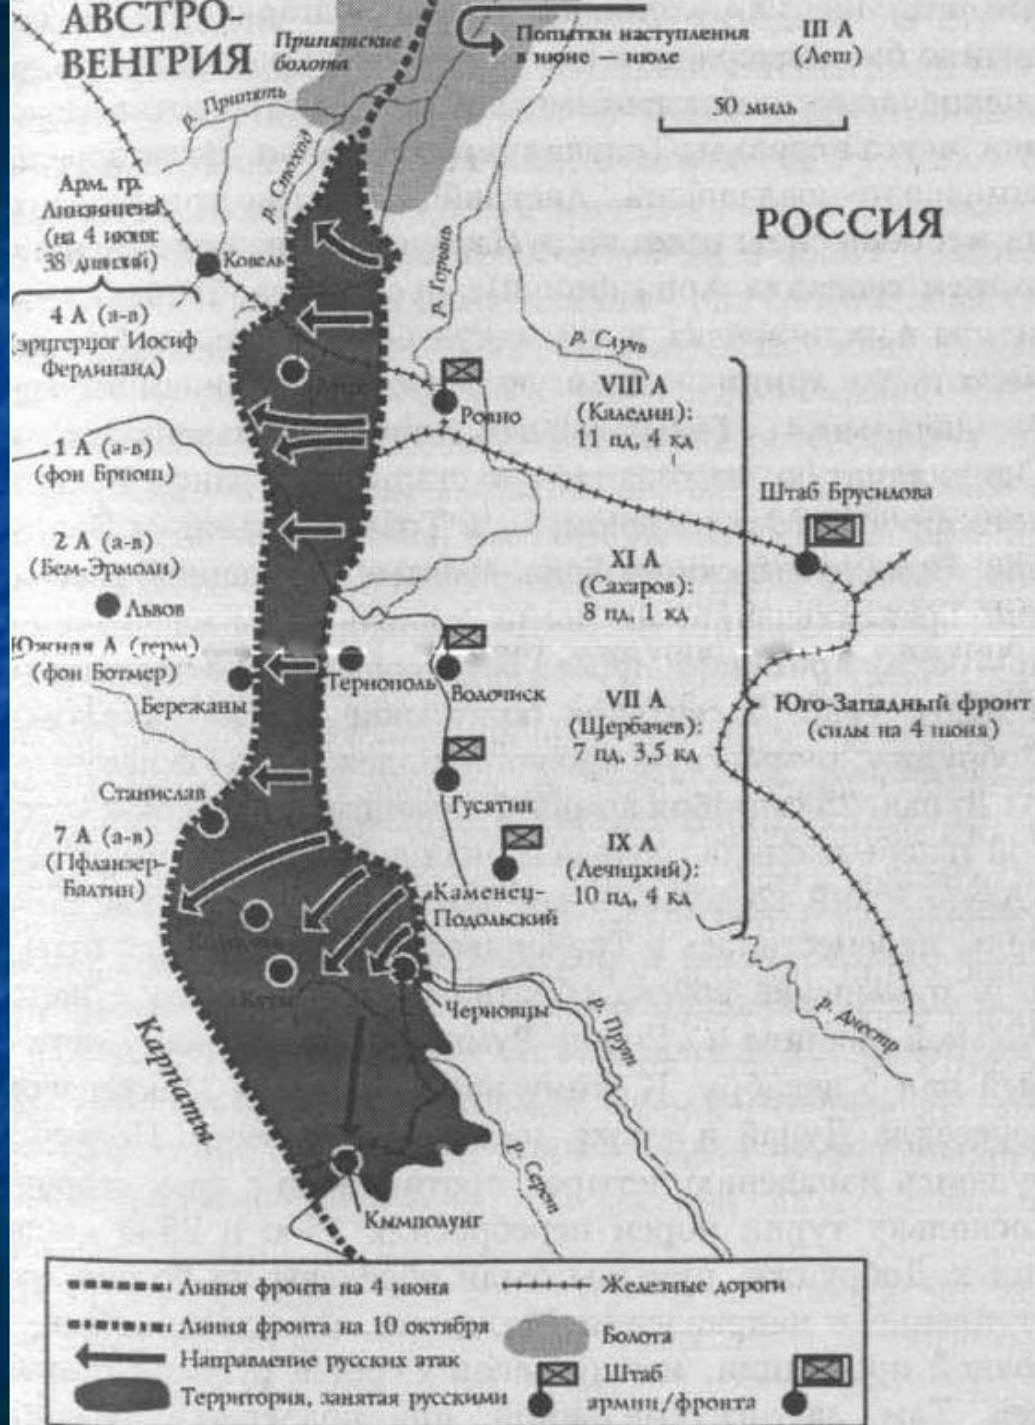 АВСТРО-
ВЕНГРИЯ
Припятские
болота
Попытки наступления
в июне — июле
III А
(Леш)
50 миль
р. Припять
р. Стоход
Арм. гр.
Линзингена
(на 4 июня:
38 дивизий)
РОССИЯ
Ковель
р. Горынь
р. Случь
4 А (а-в)
(эрцгерцог Иосиф
Фердинанд)
VIII А
(Каледин):
11 пд, 4 кд
Ровно
1 А (а-в)
(фон Бриющ)
Штаб Брусилова
2 А (а-в)
(Бем-Эрмоли)
XI А
(Сахаров):
8 пд, 1 кд
Львов
Южная А (герм)
(фон Ботмер)
Тернополь
Волочиск
Бережаны
VII А
(Щербачев):
7 пд, 3,5 кд
Юго-Западный фронт
(силы на 4 июня)
Станислав
Гусятин
7 А (а-в)
(Пфланзер-
Балтин)
IX А
(Лечицкий):
10 пд, 4 кд
Каменец-
Подольский
Куты
Черновцы
р. Прут
р. Днестр
Карпаты
р. Серет
Кымполунг
Линия фронта на 4 июня
Железные дороги
Линия фронта на 10 октября
Болота
Направление русских атак
Штаб
Территория, занятая русскими
армии/фронта